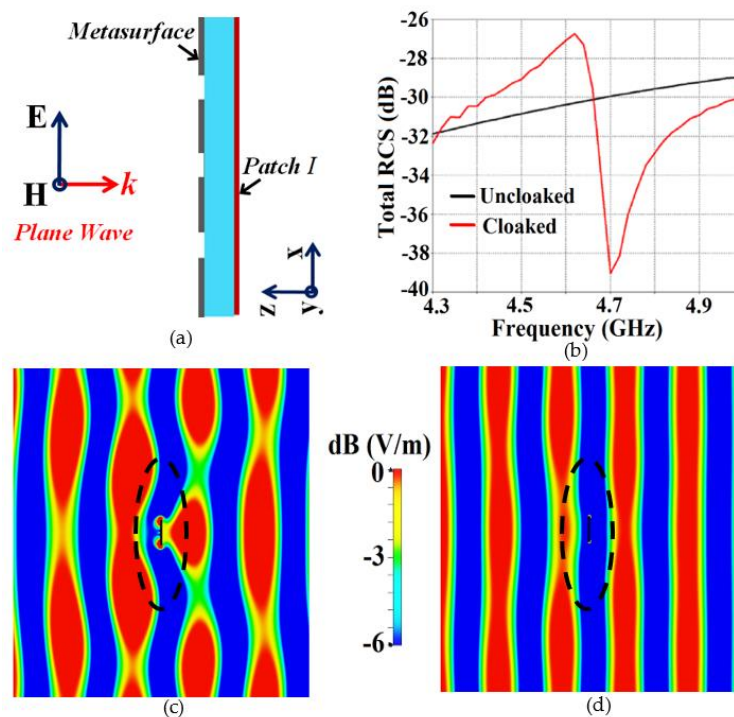 Metasurface
E
H
k
Plane Wave
Patch I
x
z
y
(a)
Total RCS (dB)
-26
-28
-30
-32
-34
-36
-38
-40
Uncloaked
Cloaked
4.3 4.5 4.7 4.9
Frequency (GHz)
(b)
dB (V/m)
0
-3
-6
(c)
(d)